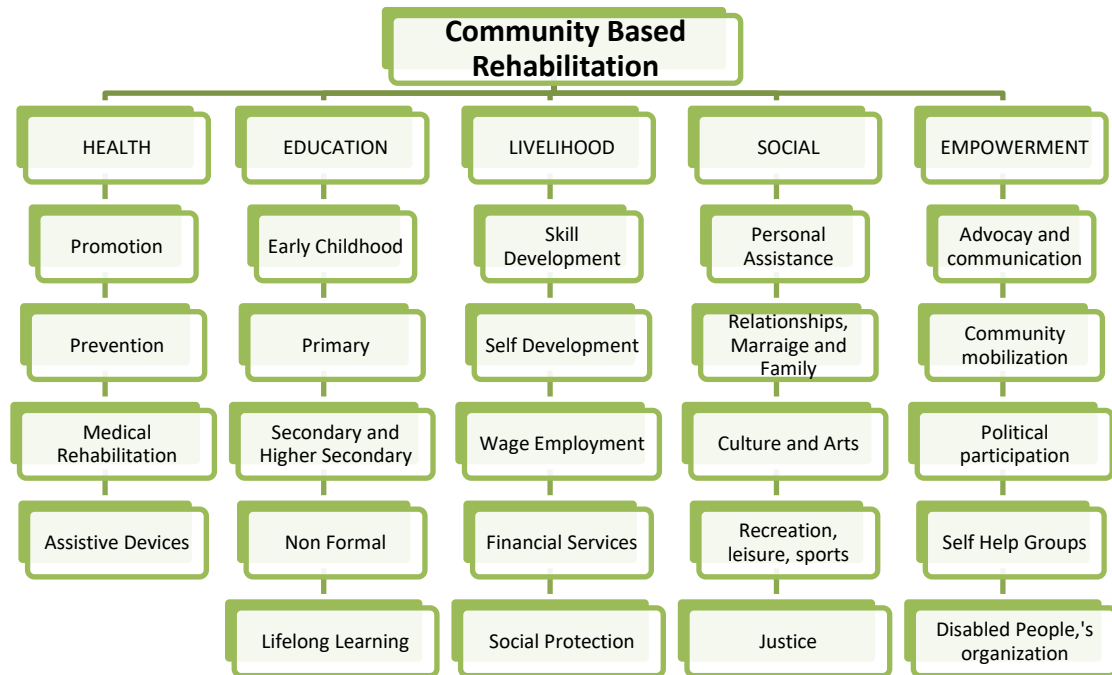 Community Based
Rehabilitation
HEALTH
EDUCATION
LIVELIHOOD
SOCIAL
EMPOWERMENT
Promotion
Early Childhood
Skill
Development
Personal
Assistance
Advocay and
communication
Prevention
Primary
Self Development
Relationships,
Marraige and
Family
Community
mobilization
Medical
Rehabilitation
Secondary and
Higher Secondary
Wage Employment
Culture and Arts
Political
participation
Assistive Devices
Non Formal
Financial Services
Recreation,
leisure, sports
Self Help Groups
Lifelong Learning
Social Protection
Justice
Disabled People,'s
organization